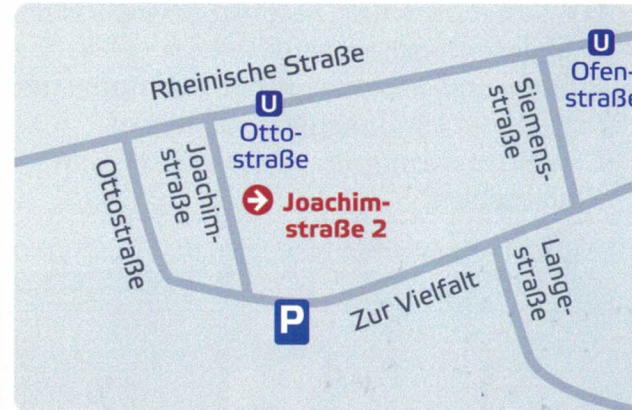 Rheinische Straße
U
Ofen-
straße
U
Otto-
straße
Siemens-
straße
Joachim-
straße
Ottostraße
Joachim-
straße 2
Lange-
straße
Zur Vielfalt
P